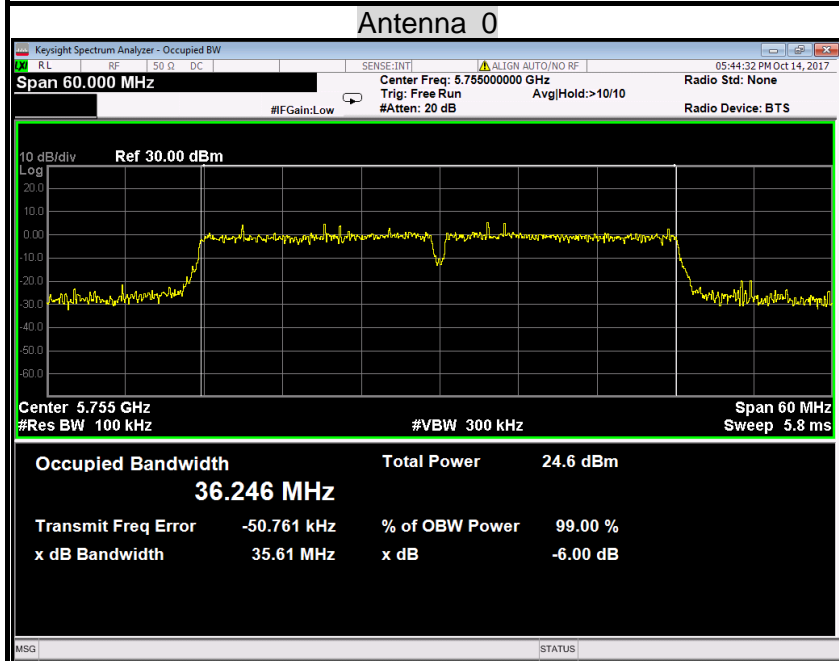 Antenna 0
Keysight Spectrum Analyzer - Occupied BW
LXI RL RF 50 Ω DC SENSE:INT ALIGN AUTO/NO RF 05:44:32 PM Oct 14, 2017
Span 60.000 MHz Center Freq: 5.755000000 GHz Radio Std: None
Trig: Free Run Avg|Hold:>10/10
#IFGain:Low #Atten: 20 dB Radio Device: BTS
10 dB/div Ref 30.00 dBm
Log
20.0
10.0
0.00
-10.0
-20.0
-30.0
-40.0
-50.0
-60.0
Center 5.755 GHz Span 60 MHz
#Res BW 100 kHz #VBW 300 kHz Sweep 5.8 ms
Occupied Bandwidth Total Power 24.6 dBm
36.246 MHz
Transmit Freq Error -50.761 kHz % of OBW Power 99.00 %
x dB Bandwidth 35.61 MHz x dB -6.00 dB
MSG STATUS